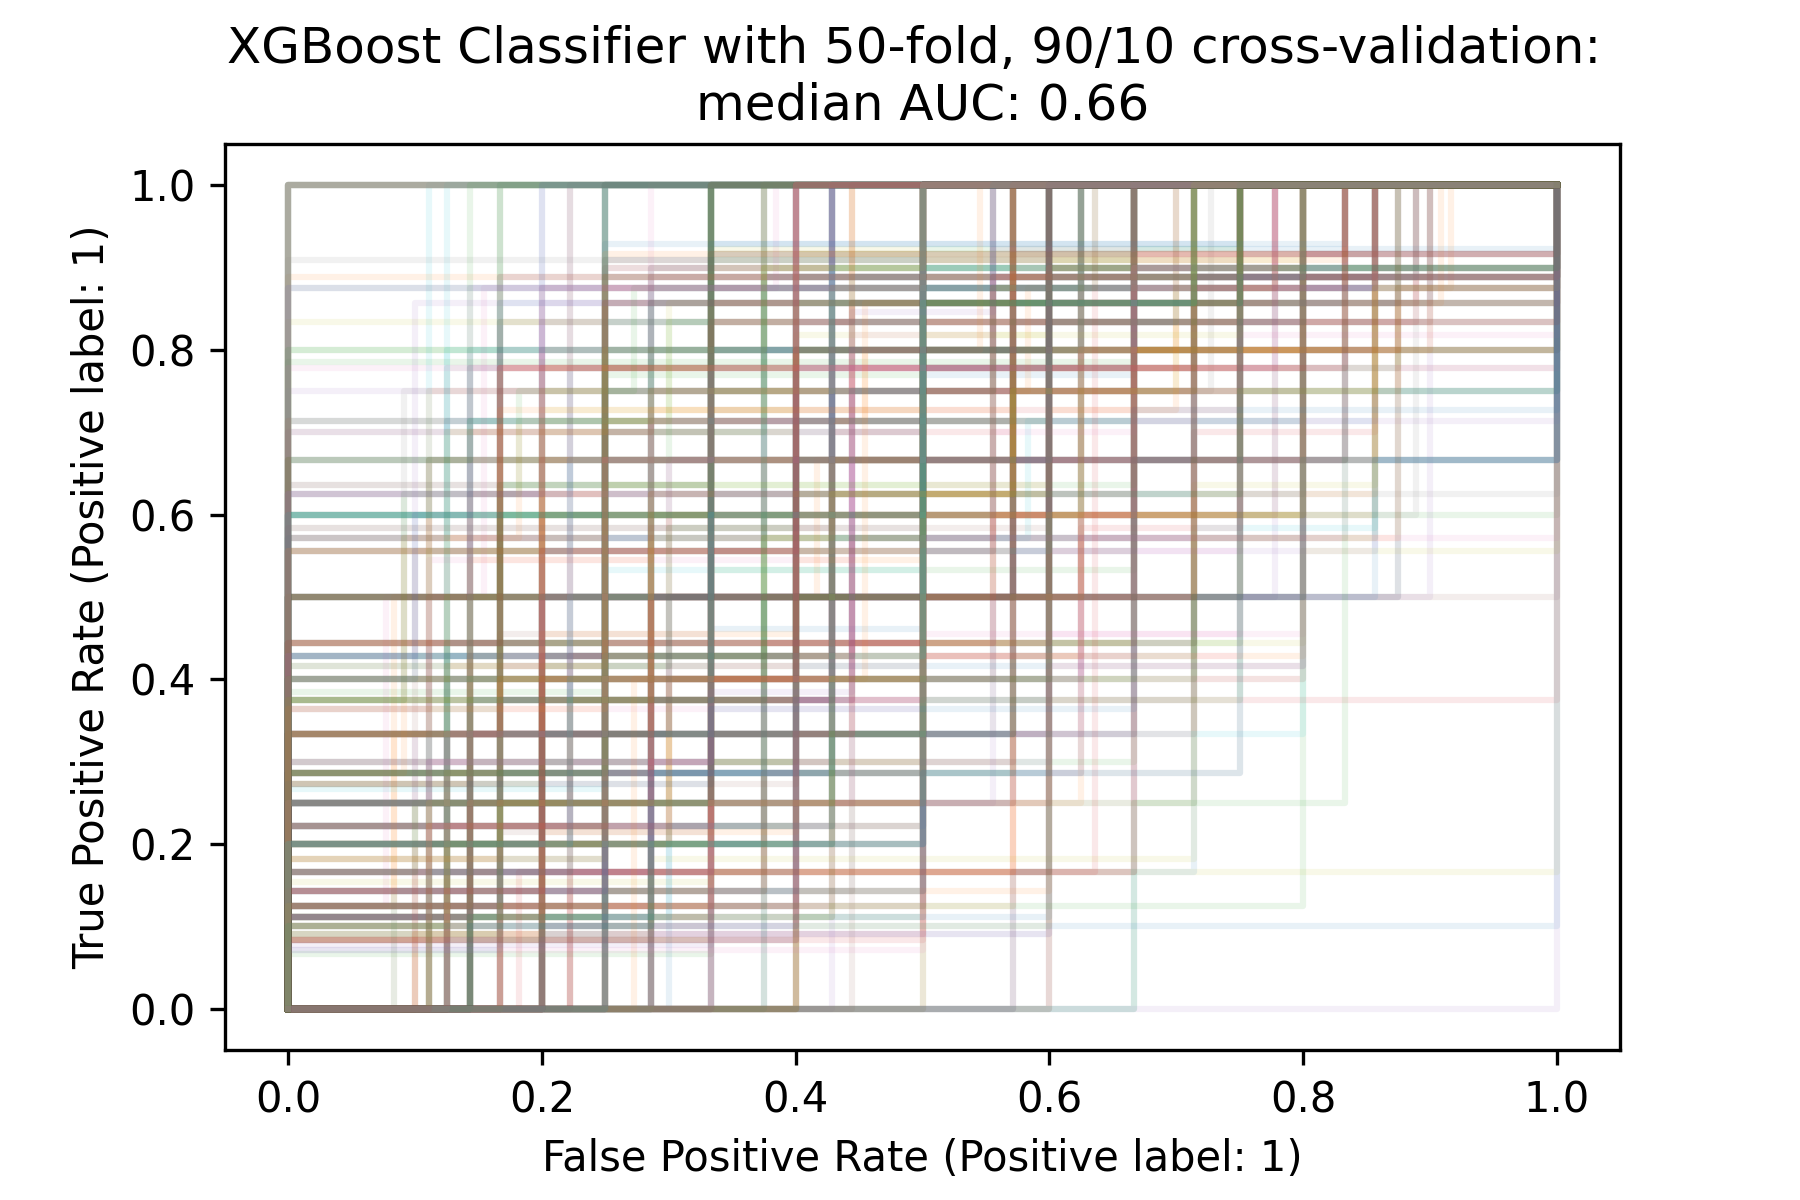 XGBoost Classifier with 50-fold, 90/10 cross-validation:
median AUC: 0.66
True Positive Rate (Positive label: 1)
1.0
0.8
0.6
0.4
0.2
0.0
0.0 0.2 0.4 0.6 0.8 1.0
False Positive Rate (Positive label: 1)